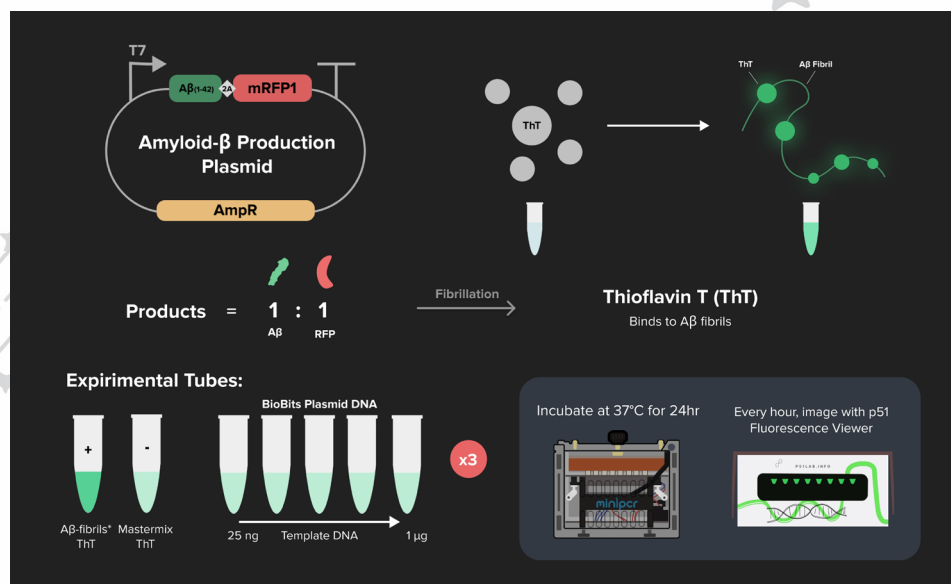 T7
Aβ(1-42)
2A
mRFP1
Amyloid-β Production
Plasmid
AmpR
ThT
ThT
Aβ Fibril
Products = 1 : 1
Aβ
RFP
Fibrillation
Thioflavin T (ThT)
Binds to Aβ fibrils
Expirimental Tubes:
BioBits Plasmid DNA
+
-
x3
Aβ-fibrils*
ThT
Mastermix
ThT
25 ng
Template DNA
1 µg
Incubate at 37°C for 24hr
minipcr
Every hour, image with p51
Fluorescence Viewer
P51LAB.INFO